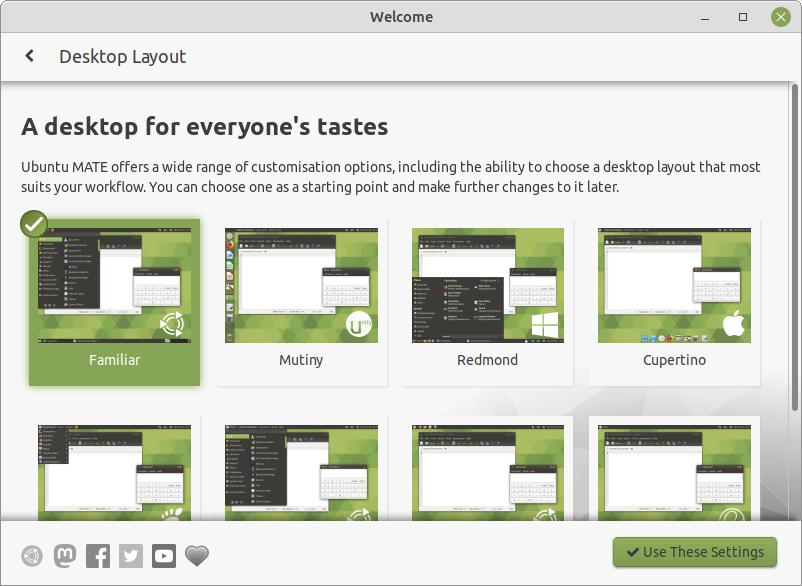 Welcome
Desktop Layout
A desktop for everyone's tastes
Ubuntu MATE offers a wide range of customisation options, including the ability to choose a desktop layout that most
suits your workflow. You can choose one as a starting point and make further changes to it later.
Familiar
Mutiny
Redmond
Cupertino
Use These Settings